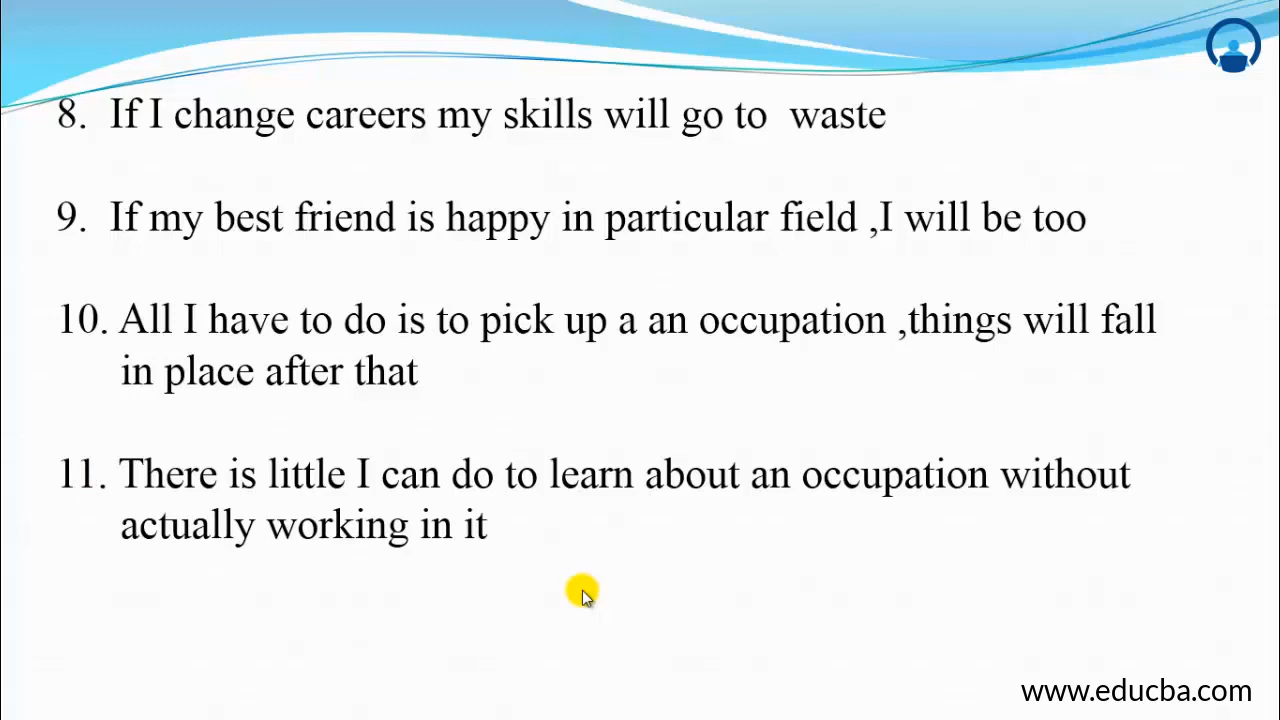 8. If I change careers my skills will go to waste
9. If my best friend is happy in particular field ,I will be too
10. All I have to do is to pick up a an occupation ,things will fall
in place after that
11. There is little I can do to learn about an occupation without
actually working in it
www.educba.com